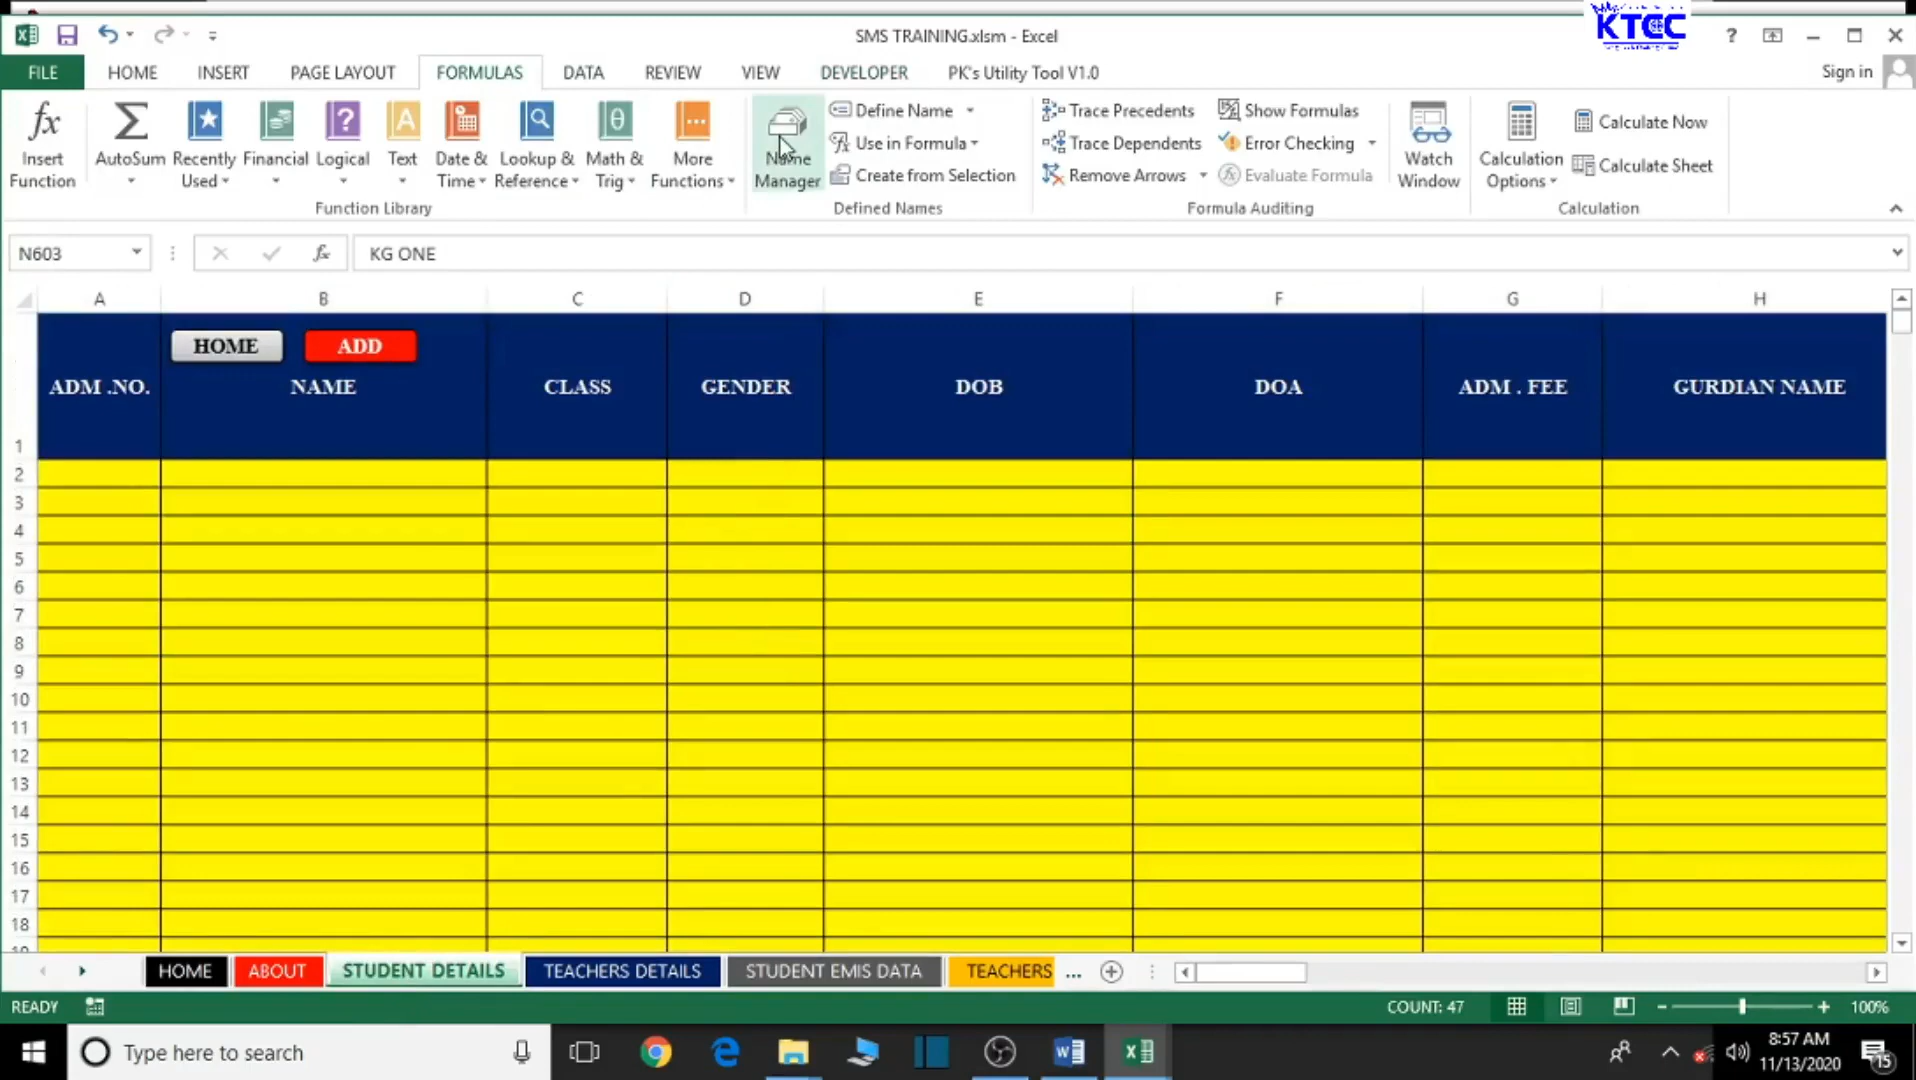 KTCC
SMS TRAINING.xlsm - Excel
?
FILE HOME INSERT PAGE LAYOUT FORMULAS DATA REVIEW VIEW DEVELOPER PK's Utility Tool V1.0 Sign in
fx Insert Function
Σ AutoSum
Recently Used
Financial
Logical
Text
Date & Time
Lookup & Reference
Math & Trig
More Functions
Name Manager
Define Name
Use in Formula
Create from Selection
Trace Precedents
Trace Dependents
Remove Arrows
Show Formulas
Error Checking
Evaluate Formula
Watch Window
Calculation Options
Calculate Now
Calculate Sheet
Function Library Defined Names Formula Auditing Calculation
N603 fx KG ONE
A B C D E F G H
HOME ADD
ADM .NO. NAME CLASS GENDER DOB DOA ADM . FEE GURDIAN NAME
1
2
3
4
5
6
7
8
9
10
11
12
13
14
15
16
17
18
HOME ABOUT STUDENT DETAILS TEACHERS DETAILS STUDENT EMIS DATA TEACHERS ...
READY COUNT: 47 100%
Type here to search
8:57 AM
11/13/2020
15